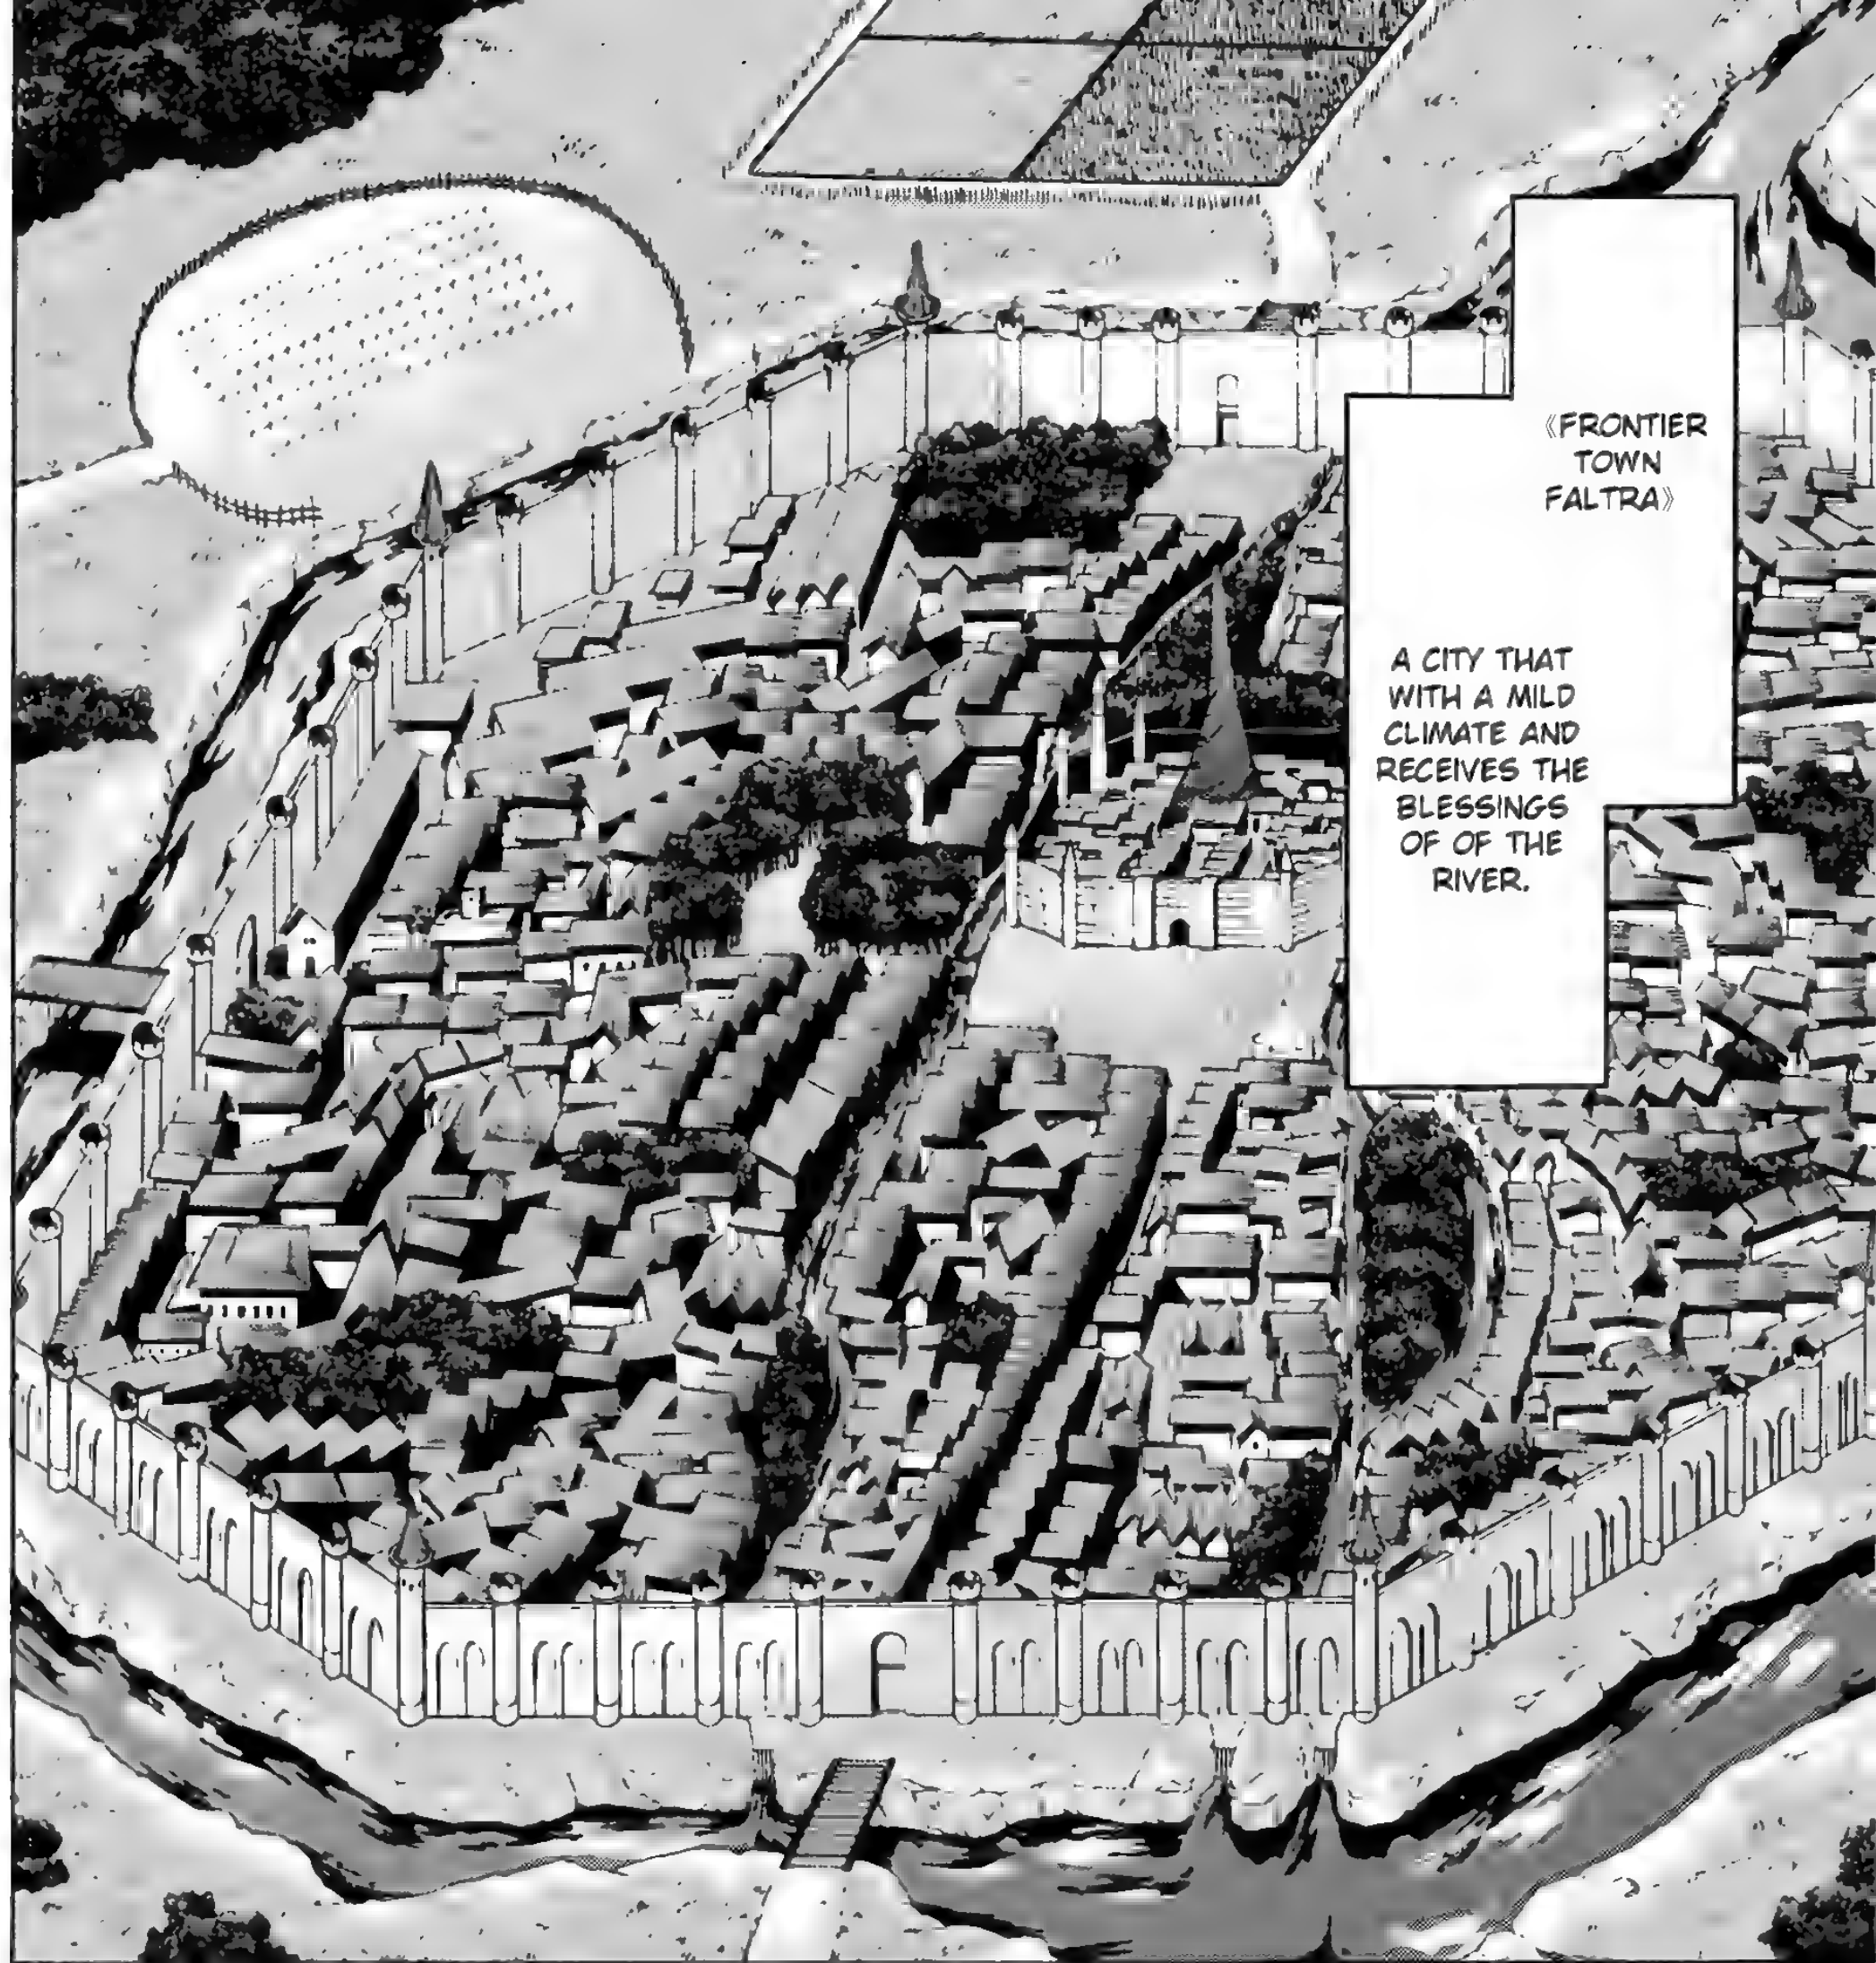 《FRONTIER
TOWN
FALTRA》
A CITY THAT
WITH A MILD
CLIMATE AND
RECEIVES THE
BLESSINGS
OF OF THE
RIVER.